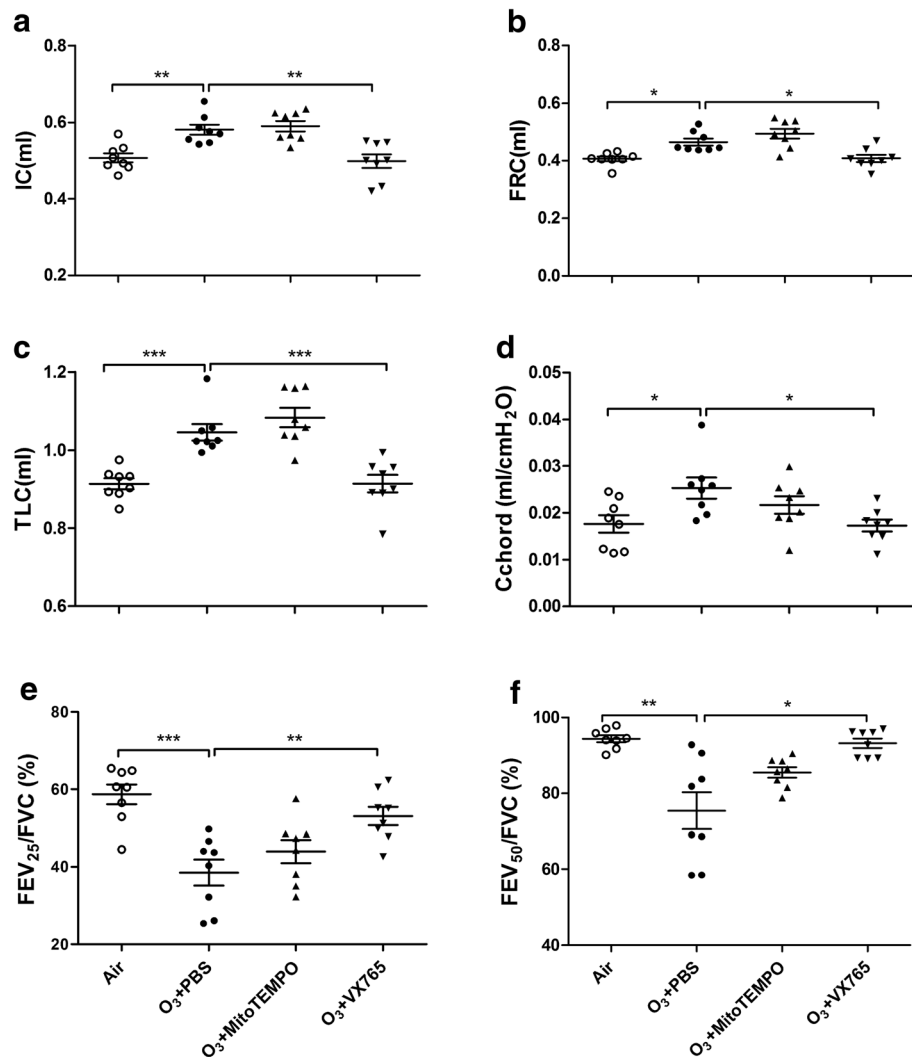 a
b
IC(ml)
0.8
0.6
0.4
0.2
**
**
FRC(ml)
0.8
0.6
0.4
0.2
0.0
*
*
c
d
TLC(ml)
1.2
1.0
0.8
0.6
***
***
Cchord (ml/cmH₂O)
0.05
0.04
0.03
0.02
0.01
0.00
*
*
e
f
FEV₂₅/FVC (%)
80
60
40
20
***
**
Air
O₃+PBS
O₃+MitoTEMPO
O₃+VX765
FEV₅₀/FVC (%)
100
80
60
40
**
*
Air
O₃+PBS
O₃+MitoTEMPO
O₃+VX765